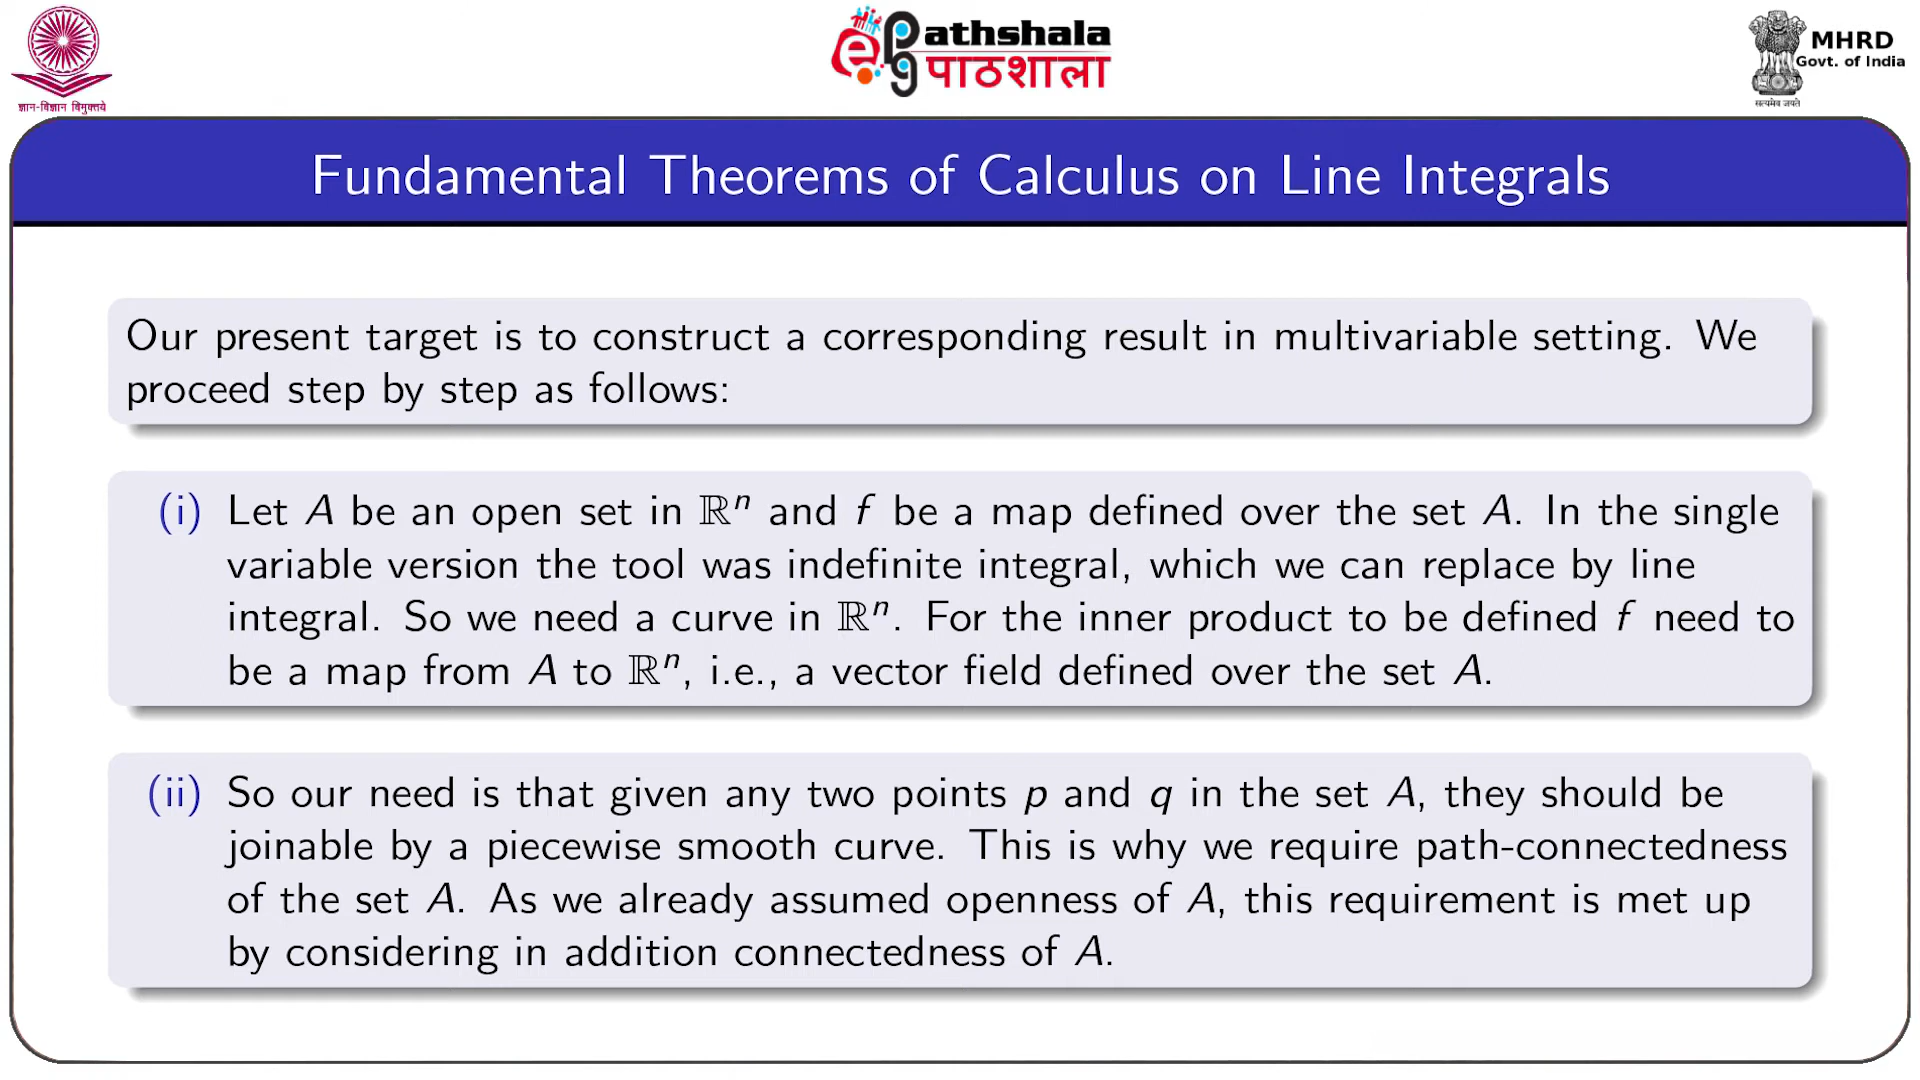 ज्ञान-विज्ञान विमुक्तये
ePathshala
पाठशाला
MHRD
Govt. of India
सत्यमेव जयते
Fundamental Theorems of Calculus on Line Integrals
Our present target is to construct a corresponding result in multivariable setting. We
proceed step by step as follows:
(i) Let A be an open set in ℝⁿ and f be a map defined over the set A. In the single
variable version the tool was indefinite integral, which we can replace by line
integral. So we need a curve in ℝⁿ. For the inner product to be defined f need to
be a map from A to ℝⁿ, i.e., a vector field defined over the set A.
(ii) So our need is that given any two points p and q in the set A, they should be
joinable by a piecewise smooth curve. This is why we require path-connectedness
of the set A. As we already assumed openness of A, this requirement is met up
by considering in addition connectedness of A.